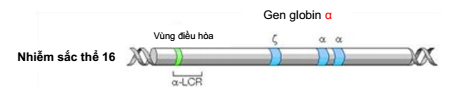 Gen globin α
Vùng điều hòa
ζ α α
Nhiễm sắc thể 16
α-LCR